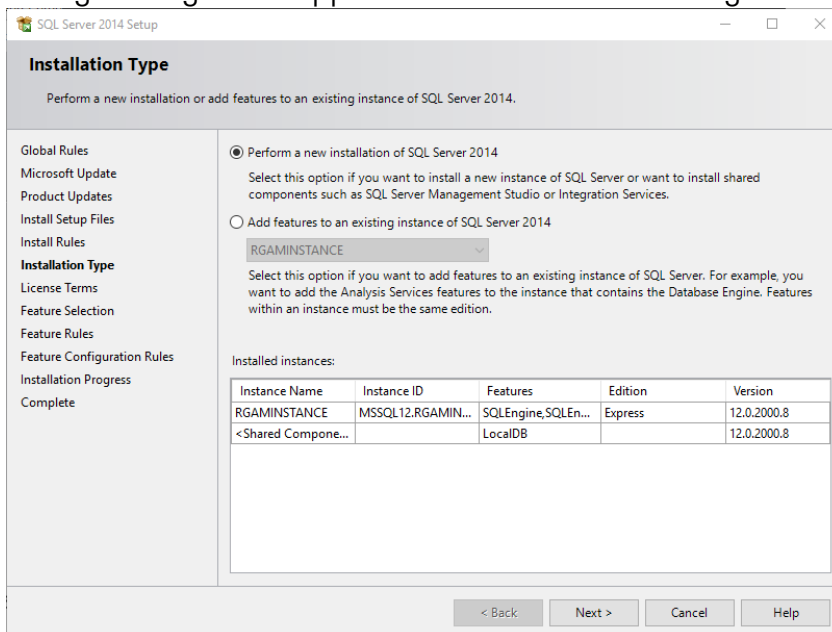 SQL Server 2014 Setup
Installation Type
Perform a new installation or add features to an existing instance of SQL Server 2014.
Global Rules
Microsoft Update
Product Updates
Install Setup Files
Install Rules
Installation Type
License Terms
Feature Selection
Feature Rules
Feature Configuration Rules
Installation Progress
Complete
Perform a new installation of SQL Server 2014
Select this option if you want to install a new instance of SQL Server or want to install shared
components such as SQL Server Management Studio or Integration Services.
Add features to an existing instance of SQL Server 2014
RGAMINSTANCE
Select this option if you want to add features to an existing instance of SQL Server. For example, you
want to add the Analysis Services features to the instance that contains the Database Engine. Features
within an instance must be the same edition.
Installed instances:
Instance Name Instance ID Features Edition Version
RGAMINSTANCE MSSQL12.RGAMIN... SQLEngine,SQLEn... Express 12.0.2000.8
<Shared Compone... LocalDB 12.0.2000.8
< Back Next > Cancel Help